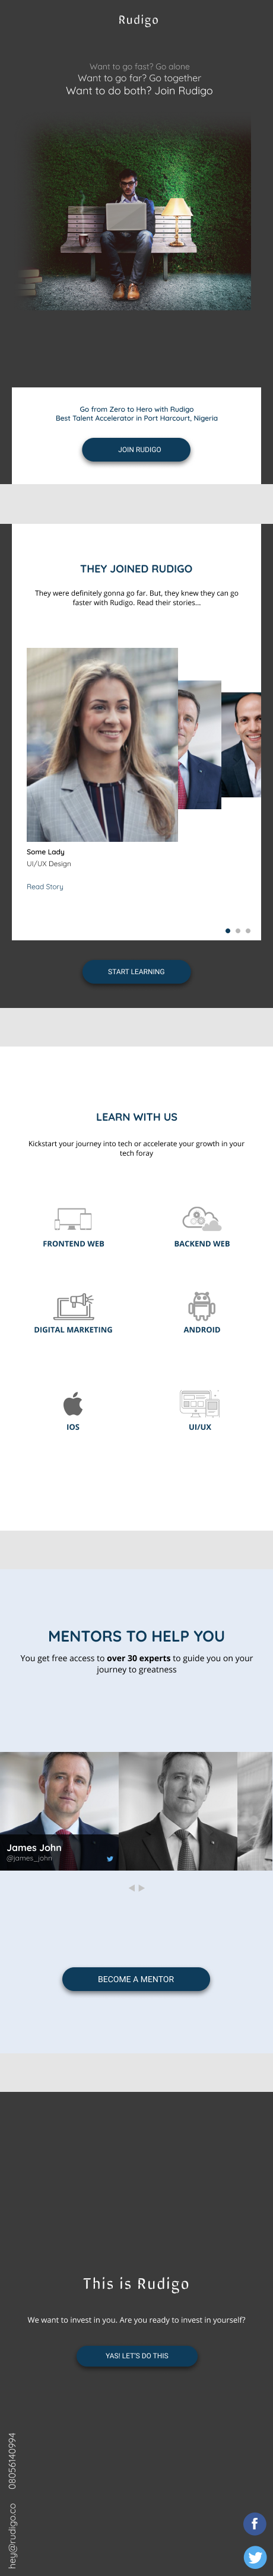 Rudigo
Want to go fast? Go alone
Want to go far? Go together
Want to do both? Join Rudigo
Go from Zero to Hero with Rudigo
Best Talent Accelerator in Port Harcourt, Nigeria
JOIN RUDIGO
THEY JOINED RUDIGO
They were definitely gonna go far. But, they knew they can go
faster with Rudigo. Read their stories...
Some Lady
UI/UX Design
Read Story
START LEARNING
LEARN WITH US
Kickstart your journey into tech or accelerate your growth in your
tech foray
FRONTEND WEB
BACKEND WEB
DIGITAL MARKETING
ANDROID
IOS
UI/UX
MENTORS TO HELP YOU
You get free access to over 30 experts to guide you on your
journey to greatness
James John
@james_john
BECOME A MENTOR
This is Rudigo
We want to invest in you. Are you ready to invest in yourself?
YAS! LET'S DO THIS
hey@rudigo.co
08056140994